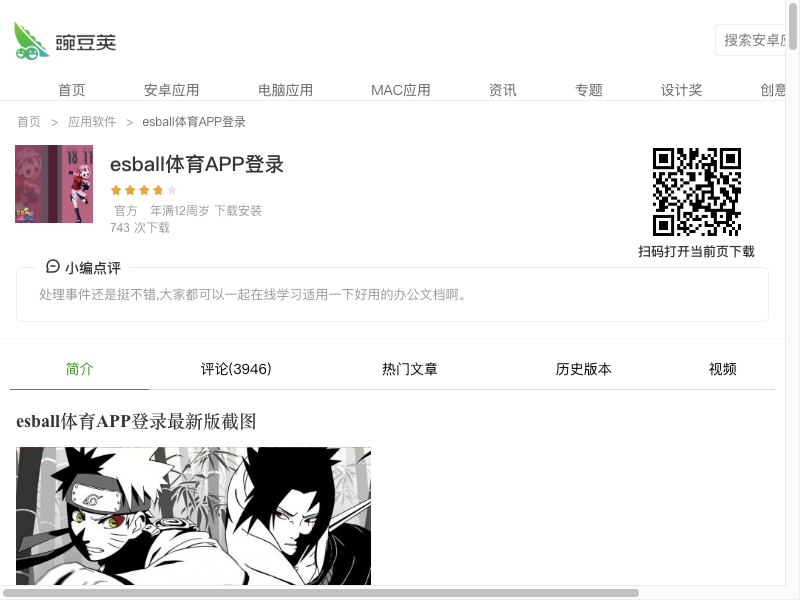 豌豆荚
搜索安卓应
首页 安卓应用 电脑应用 MAC应用 资讯 专题 设计奖 创意
首页 > 应用软件 > esball体育APP登录
18 11
esball体育APP登录
官方 年满12周岁 下载安装
743 次下载
扫码打开当前页下载
小编点评
处理事件还是挺不错,大家都可以一起在线学习适用一下好用的办公文档啊。
简介 评论(3946) 热门文章 历史版本 视频
esball体育APP登录最新版截图